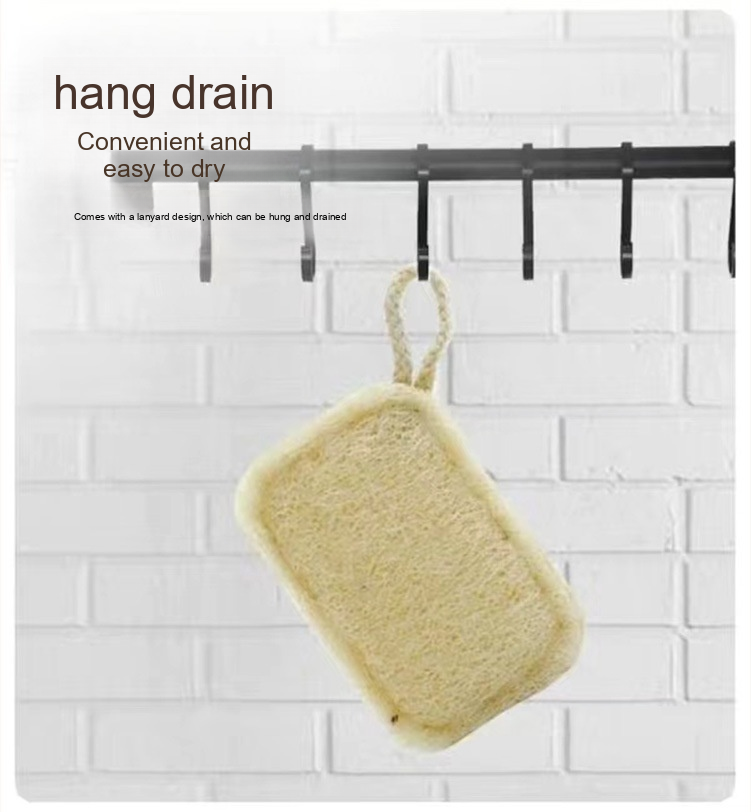 hang drain
Convenient and
easy to dry
Comes with a lanyard design, which can be hung and drained